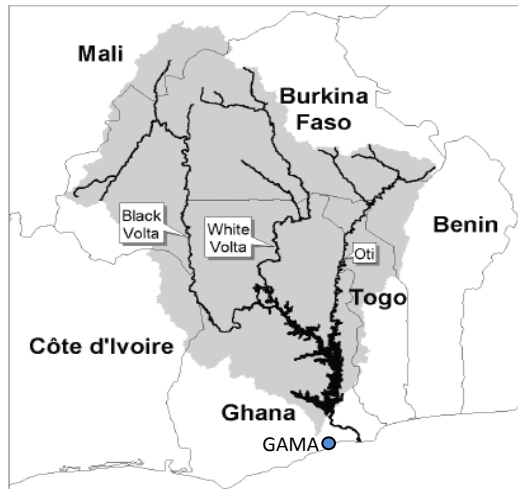 Mali
Burkina
Faso
Black
Volta
White
Volta
Benin
Oti
Togo
Côte d'Ivoire
Ghana
GAMA